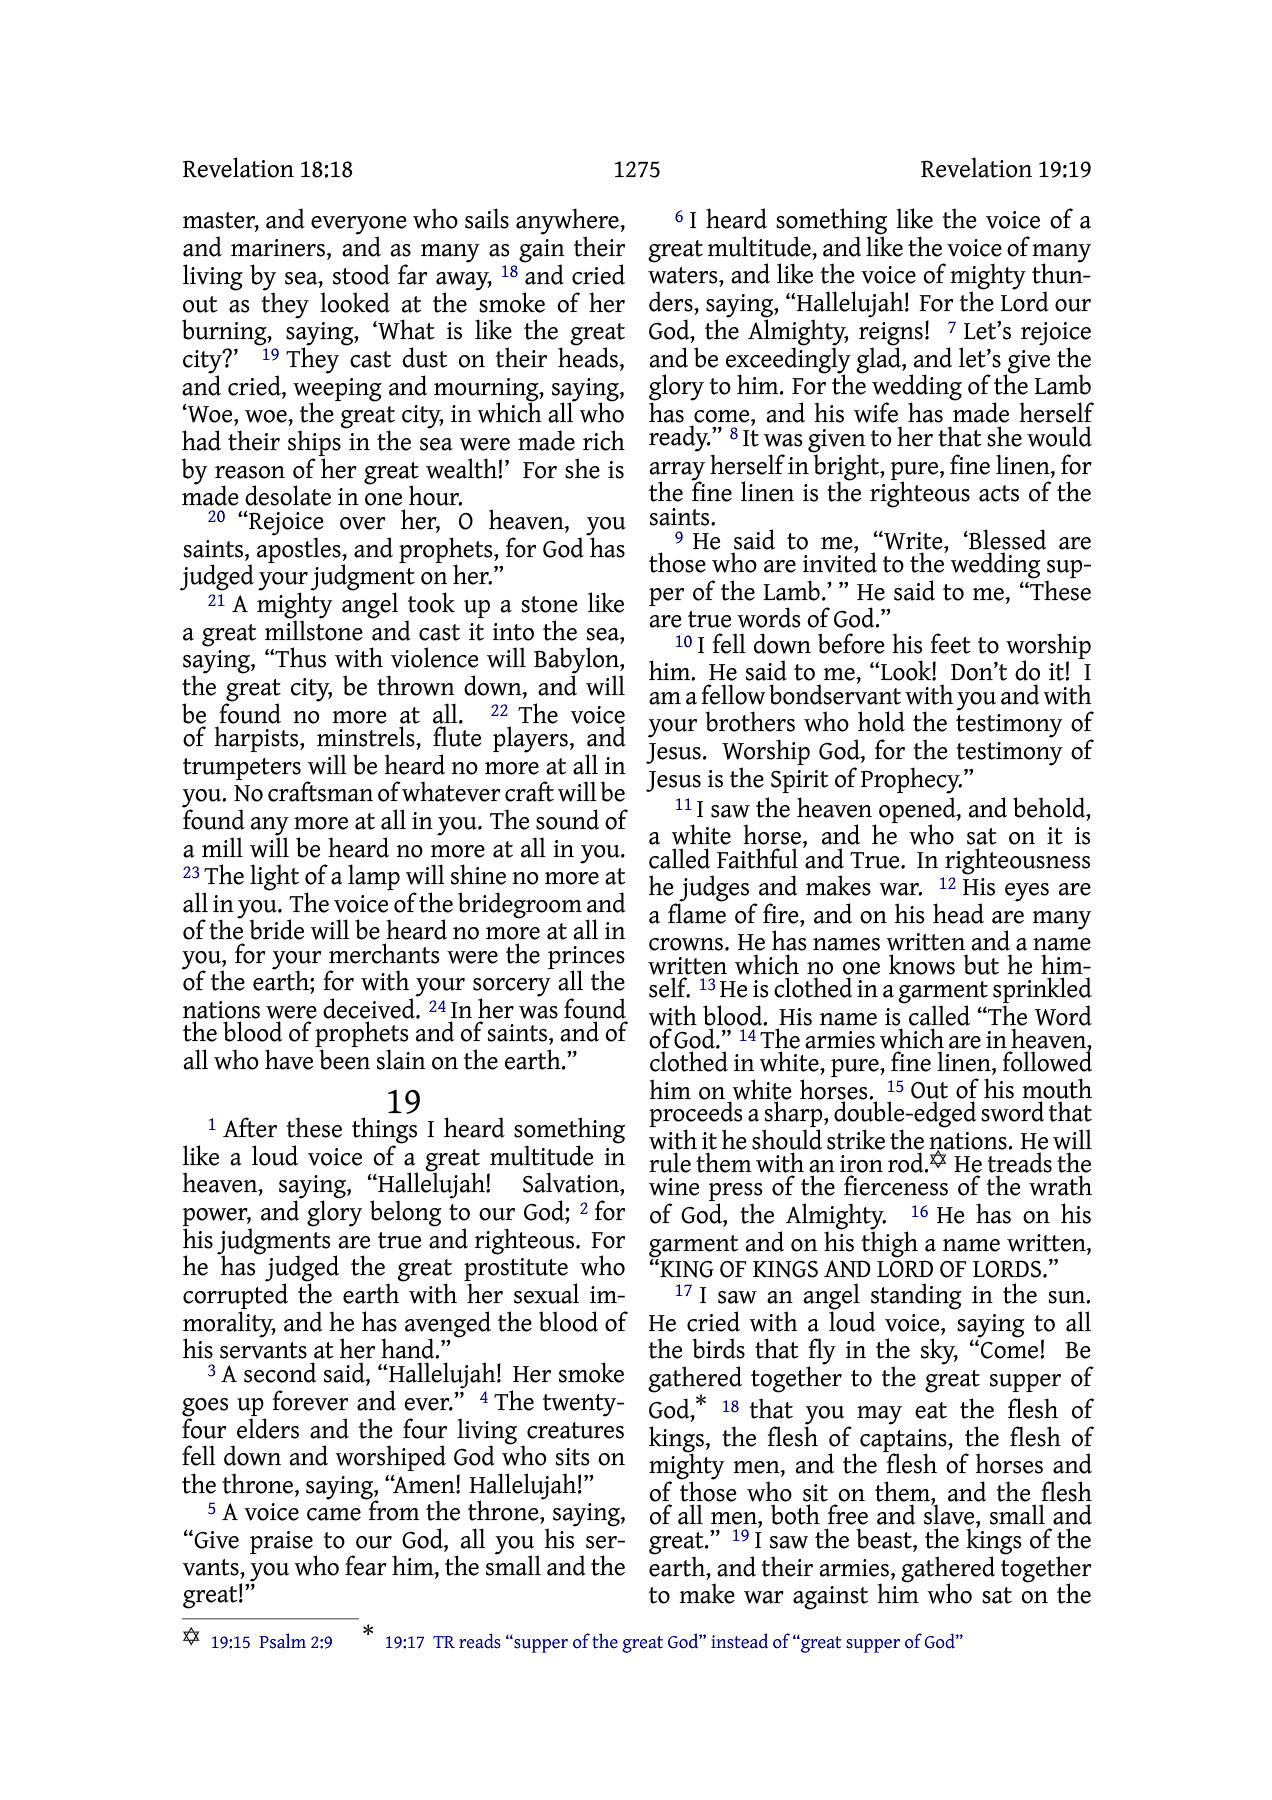 Revelation 18:18 1275 Revelation 19:19
master, and everyone who sails anywhere,
and mariners, and as many as gain their
living by sea, stood far away, 18 and cried
out as they looked at the smoke of her
burning, saying, ‘What is like the great
city?’ 19 They cast dust on their heads,
and cried, weeping and mourning, saying,
‘Woe, woe, the great city, in which all who
had their ships in the sea were made rich
by reason of her great wealth!’ For she is
made desolate in one hour.
20 “Rejoice over her, O heaven, you
saints, apostles, and prophets, for God has
judged your judgment on her.”
21 A mighty angel took up a stone like
a great millstone and cast it into the sea,
saying, “Thus with violence will Babylon,
the great city, be thrown down, and will
be found no more at all. 22 The voice
of harpists, minstrels, flute players, and
trumpeters will be heard no more at all in
you. No craftsman of whatever craft will be
found any more at all in you. The sound of
a mill will be heard no more at all in you.
23 The light of a lamp will shine no more at
all in you. The voice of the bridegroom and
of the bride will be heard no more at all in
you, for your merchants were the princes
of the earth; for with your sorcery all the
nations were deceived. 24 In her was found
the blood of prophets and of saints, and of
all who have been slain on the earth.”
19
1 After these things I heard something
like a loud voice of a great multitude in
heaven, saying, “Hallelujah! Salvation,
power, and glory belong to our God; 2 for
his judgments are true and righteous. For
he has judged the great prostitute who
corrupted the earth with her sexual im-
morality, and he has avenged the blood of
his servants at her hand.”
3 A second said, “Hallelujah! Her smoke
goes up forever and ever.” 4 The twenty-
four elders and the four living creatures
fell down and worshiped God who sits on
the throne, saying, “Amen! Hallelujah!”
5 A voice came from the throne, saying,
“Give praise to our God, all you his ser-
vants, you who fear him, the small and the
great!”
6 I heard something like the voice of a
great multitude, and like the voice of many
waters, and like the voice of mighty thun-
ders, saying, “Hallelujah! For the Lord our
God, the Almighty, reigns! 7 Let’s rejoice
and be exceedingly glad, and let’s give the
glory to him. For the wedding of the Lamb
has come, and his wife has made herself
ready.” 8 It was given to her that she would
array herself in bright, pure, fine linen, for
the fine linen is the righteous acts of the
saints.
9 He said to me, “Write, ‘Blessed are
those who are invited to the wedding sup-
per of the Lamb.’ ” He said to me, “These
are true words of God.”
10 I fell down before his feet to worship
him. He said to me, “Look! Don’t do it! I
am a fellow bondservant with you and with
your brothers who hold the testimony of
Jesus. Worship God, for the testimony of
Jesus is the Spirit of Prophecy.”
11 I saw the heaven opened, and behold,
a white horse, and he who sat on it is
called Faithful and True. In righteousness
he judges and makes war. 12 His eyes are
a flame of fire, and on his head are many
crowns. He has names written and a name
written which no one knows but he him-
self. 13 He is clothed in a garment sprinkled
with blood. His name is called “The Word
of God.” 14 The armies which are in heaven,
clothed in white, pure, fine linen, followed
him on white horses. 15 Out of his mouth
proceeds a sharp, double-edged sword that
with it he should strike the nations. He will
rule them with an iron rod.✡ He treads the
wine press of the fierceness of the wrath
of God, the Almighty. 16 He has on his
garment and on his thigh a name written,
“KING OF KINGS AND LORD OF LORDS.”
17 I saw an angel standing in the sun.
He cried with a loud voice, saying to all
the birds that fly in the sky, “Come! Be
gathered together to the great supper of
God,* 18 that you may eat the flesh of
kings, the flesh of captains, the flesh of
mighty men, and the flesh of horses and
of those who sit on them, and the flesh
of all men, both free and slave, small and
great.” 19 I saw the beast, the kings of the
earth, and their armies, gathered together
to make war against him who sat on the
✡ 19:15 Psalm 2:9 * 19:17 TR reads “supper of the great God” instead of “great supper of God”